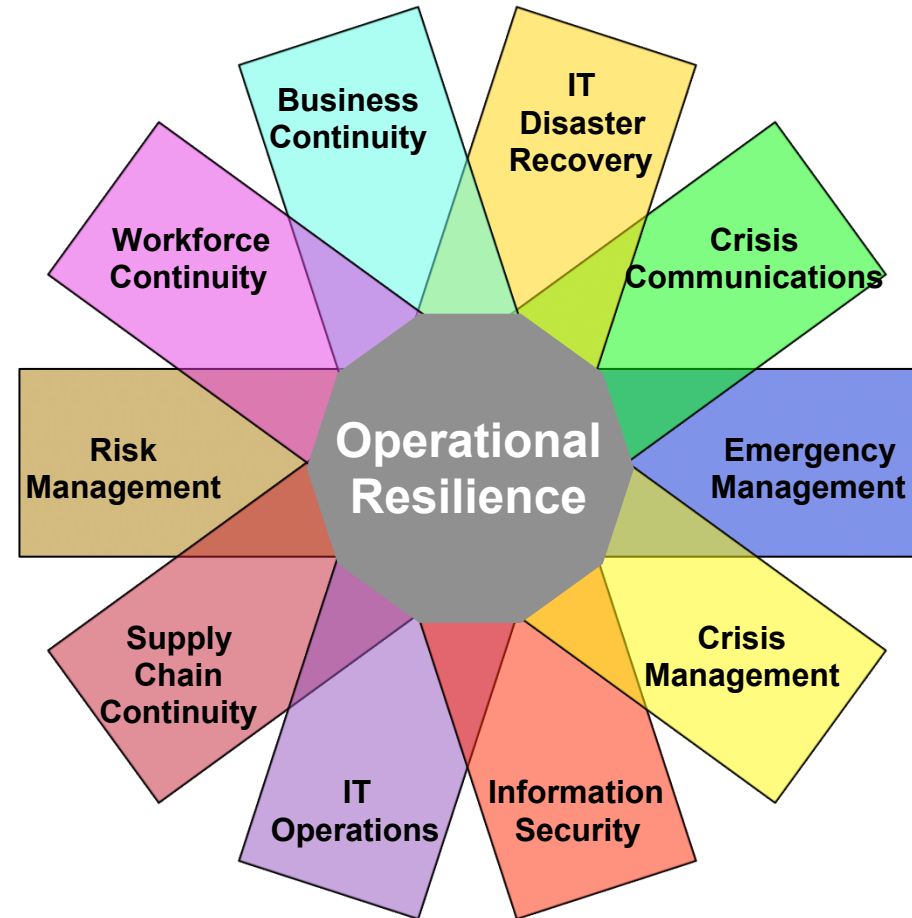 Business
Continuity
IT
Disaster
Recovery
Workforce
Continuity
Crisis
Communications
Risk
Management
Operational
Resilience
Emergency
Management
Supply
Chain
Continuity
Crisis
Management
IT
Operations
Information
Security